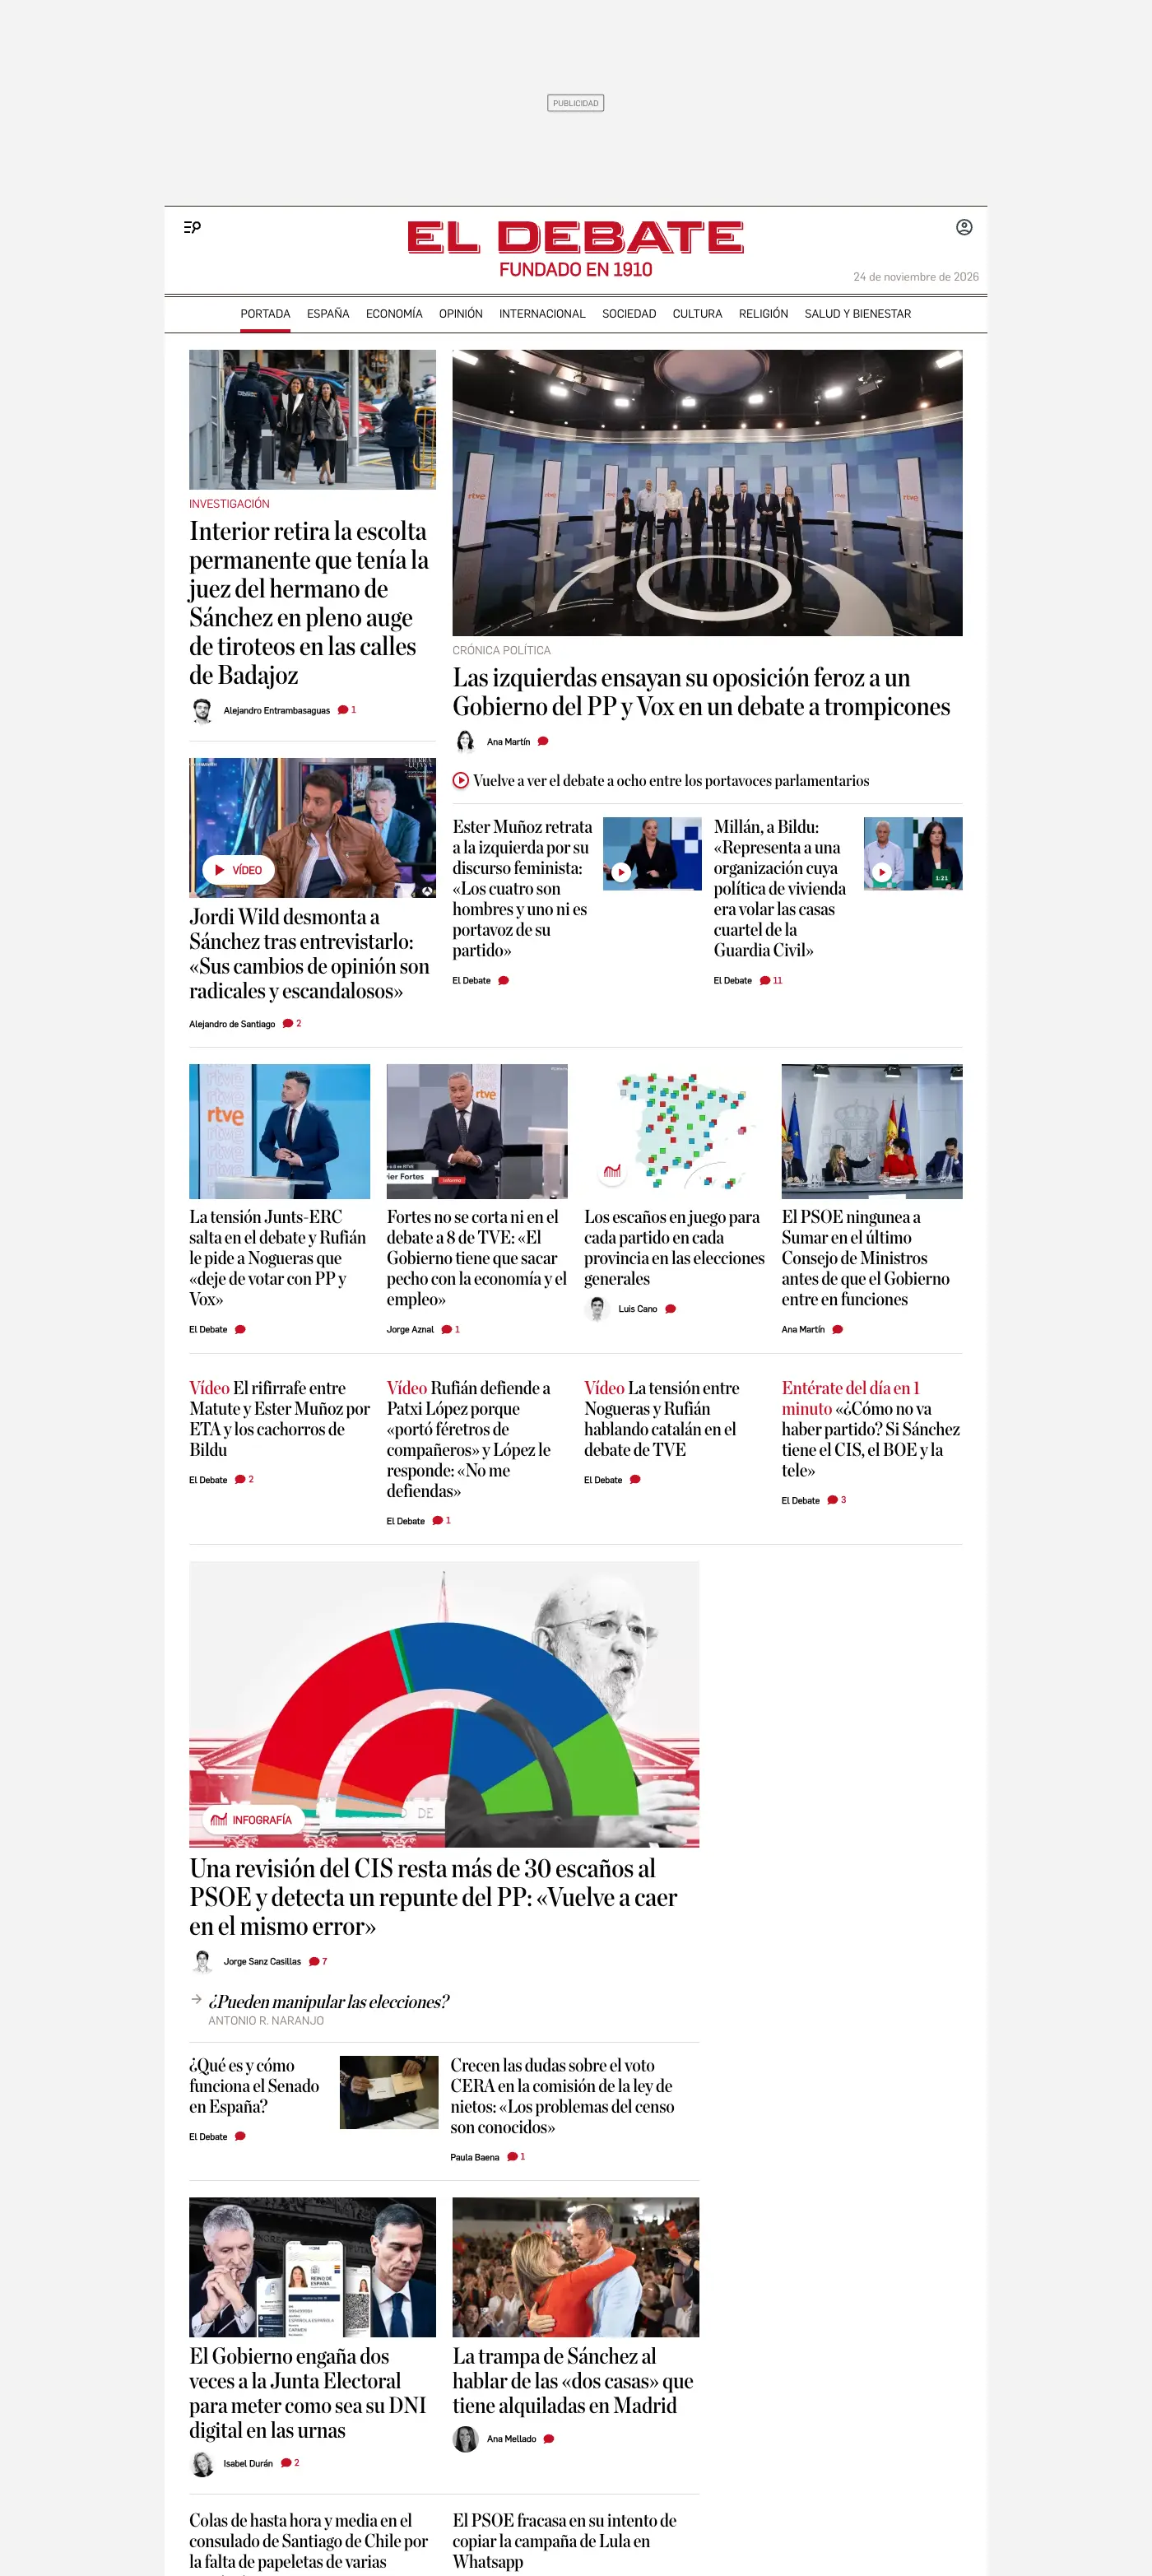 PUBLICIDAD
EL DEBATE
FUNDADO EN 1910
24 de noviembre de 2026
PORTADA ESPAÑA ECONOMÍA OPINIÓN INTERNACIONAL SOCIEDAD CULTURA RELIGIÓN SALUD Y BIENESTAR
INVESTIGACIÓN
Interior retira la escolta
permanente que tenía la
juez del hermano de
Sánchez en pleno auge
de tiroteos en las calles
de Badajoz
Alejandro Entrambasaguas 1
VÍDEO
Jordi Wild desmonta a
Sánchez tras entrevistarlo:
«Sus cambios de opinión son
radicales y escandalosos»
Alejandro de Santiago 2
rtve
rtve
rtve
rtve
CRÓNICA POLÍTICA
Las izquierdas ensayan su oposición feroz a un
Gobierno del PP y Vox en un debate a trompicones
Ana Martín
Vuelve a ver el debate a ocho entre los portavoces parlamentarios
Ester Muñoz retrata
a la izquierda por su
discurso feminista:
«Los cuatro son
hombres y uno ni es
portavoz de su
partido»
El Debate
Millán, a Bildu:
«Representa a una
organización cuya
política de vivienda
era volar las casas
cuartel de la
Guardia Civil»
El Debate 11
1:21
rtve
La tensión Junts-ERC
salta en el debate y Rufián
le pide a Nogueras que
«deje de votar con PP y
Vox»
El Debate
rtve
vier Fortes
Fortes no se corta ni en el
debate a 8 de TVE: «El
Gobierno tiene que sacar
pecho con la economía y el
empleo»
Jorge Aznal 1
Los escaños en juego para
cada partido en cada
provincia en las elecciones
generales
Luis Cano
El PSOE ningunea a
Sumar en el último
Consejo de Ministros
antes de que el Gobierno
entre en funciones
Ana Martín
Vídeo El rifirrafe entre
Matute y Ester Muñoz por
ETA y los cachorros de
Bildu
El Debate 2
Vídeo Rufián defiende a
Patxi López porque
«portó féretros de
compañeros» y López le
responde: «No me
defiendas»
El Debate 1
Vídeo La tensión entre
Nogueras y Rufián
hablando catalán en el
debate de TVE
El Debate
Entérate del día en 1
minuto «¿Cómo no va
haber partido? Si Sánchez
tiene el CIS, el BOE y la
tele»
El Debate 3
INFOGRAFÍA
Una revisión del CIS resta más de 30 escaños al
PSOE y detecta un repunte del PP: «Vuelve a caer
en el mismo error»
Jorge Sanz Casillas 7
¿Pueden manipular las elecciones?
ANTONIO R. NARANJO
¿Qué es y cómo
funciona el Senado
en España?
El Debate
Crecen las dudas sobre el voto
CERA en la comisión de la ley de
nietos: «Los problemas del censo
son conocidos»
Paula Baena 1
REINO DE
ESPAÑA
El Gobierno engaña dos
veces a la Junta Electoral
para meter como sea su DNI
digital en las urnas
Isabel Durán 2
La trampa de Sánchez al
hablar de las «dos casas» que
tiene alquiladas en Madrid
Ana Mellado
Colas de hasta hora y media en el
consulado de Santiago de Chile por
la falta de papeletas de varias
El PSOE fracasa en su intento de
copiar la campaña de Lula en
Whatsapp